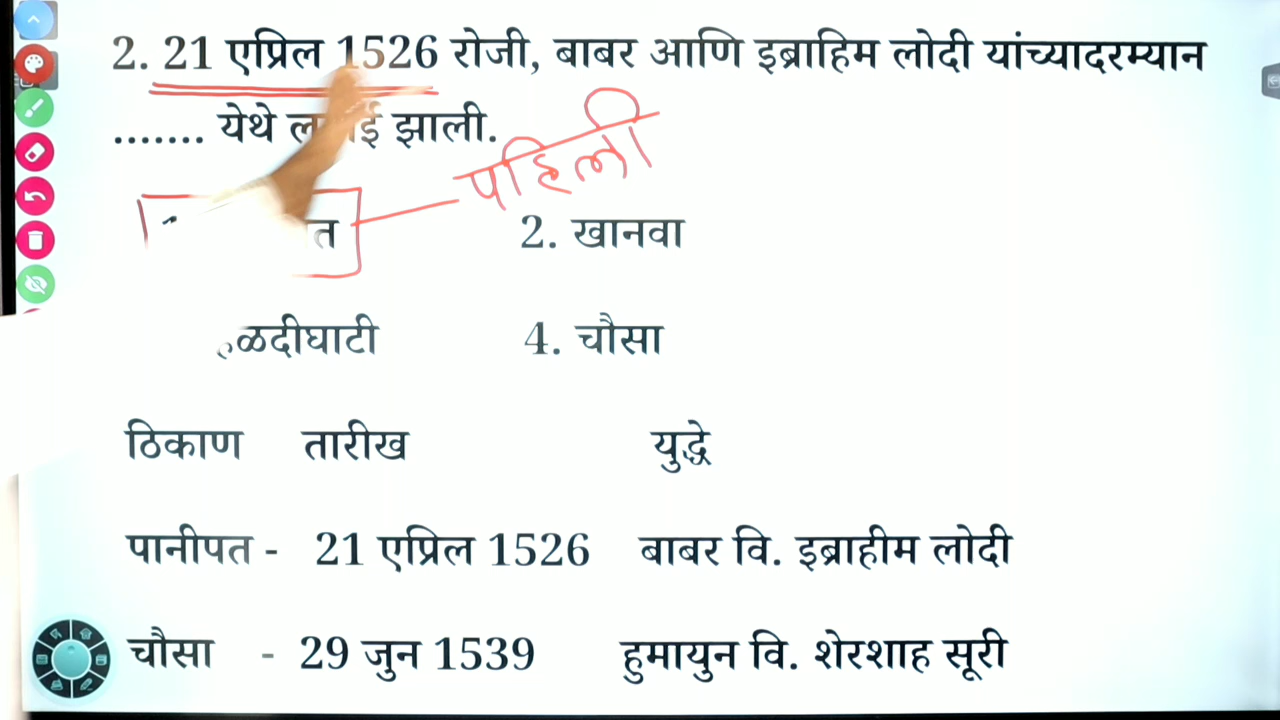 2. 21 एप्रिल 1526 रोजी, बाबर आणि इब्राहिम लोदी यांच्यादरम्यान
....... येथे झाली.
पहिली
2. खानवा
4. चौसा
ठिकाण तारीख युद्धे
पानीपत - 21 एप्रिल 1526 बाबर वि. इब्राहीम लोदी
चौसा - 29 जुन 1539 हुमायुन वि. शेरशाह सूरी